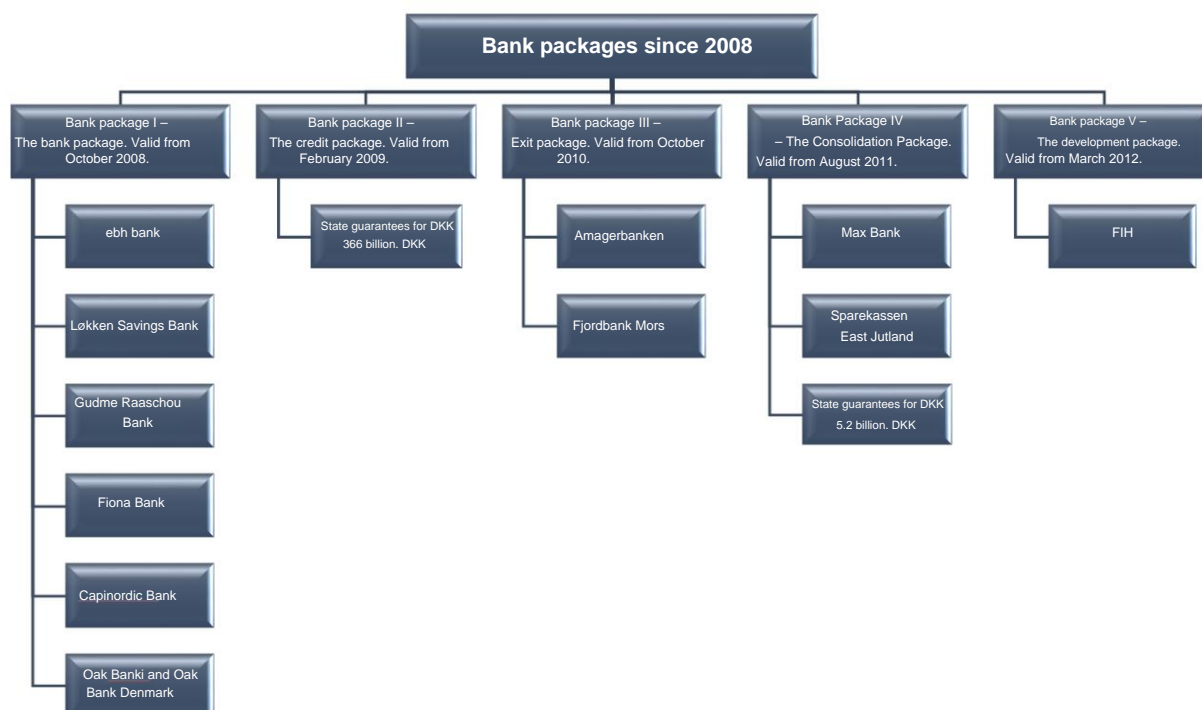 Bank packages since 2008
Bank package I –
The bank package. Valid from
October 2008.
Bank package II –
The credit package. Valid from
February 2009.
Bank package III –
Exit package. Valid from October
2010.
Bank Package IV
– The Consolidation Package.
Valid from August 2011.
Bank package V –
The development package.
Valid from March 2012.
ebh bank
Løkken Savings Bank
Gudme Raaschou
Bank
Fiona Bank
Capinordic Bank
Oak Banki and Oak
Bank Denmark
State guarantees for DKK
366 billion. DKK
Amagerbanken
Fjordbank Mors
Max Bank
Sparekassen
East Jutland
State guarantees for DKK
5.2 billion. DKK
FIH